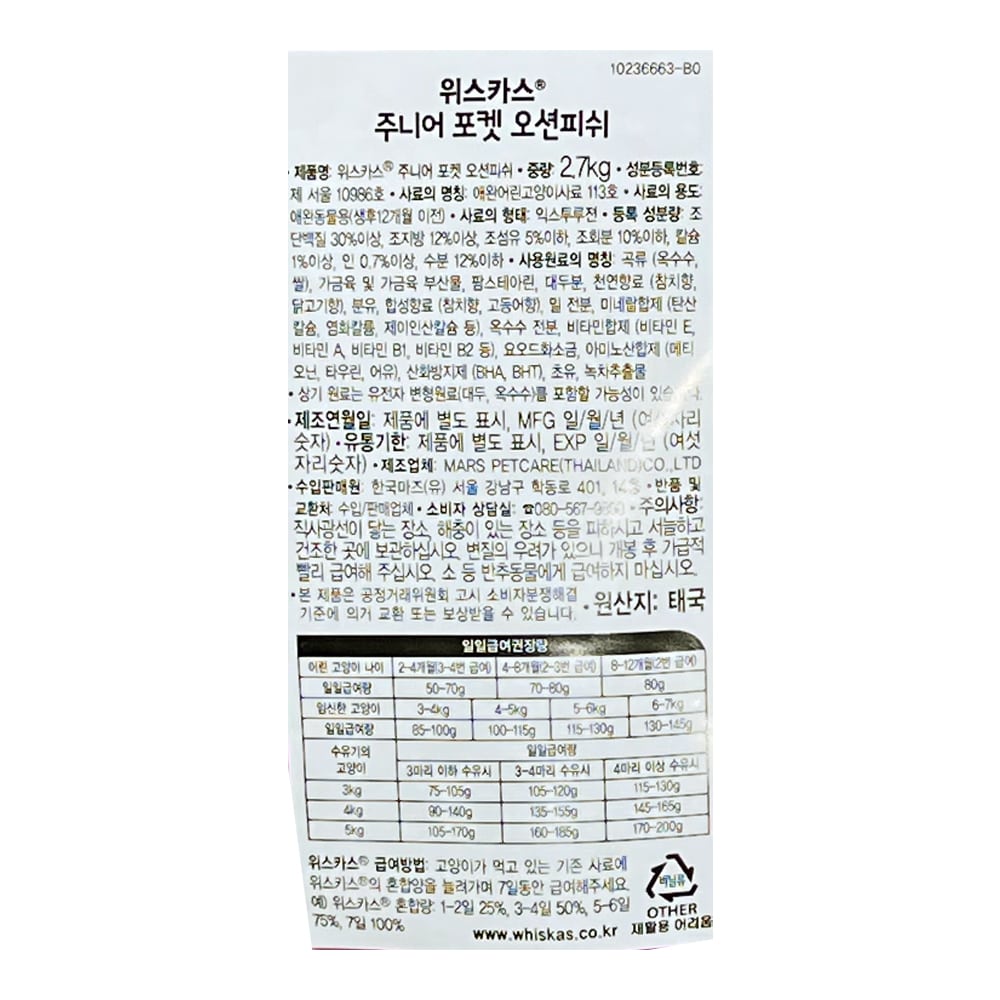 10236663-B0
위스카스®
주니어 포켓 오션피쉬
• 제품명: 위스카스® 주니어 포켓 오션피쉬 • 중량: 2.7kg • 성분등록번호:
제 서울 10986호 • 사료의 명칭: 애완어린고양이사료 113호 • 사료의 용도:
애완동물용(생후12개월 이전) • 사료의 형태: 익스투루젼 • 등록 성분량: 조
단백질 30%이상, 조지방 12%이상, 조섬유 5%이하, 조회분 10%이하, 칼슘
1%이상, 인 0.7%이상, 수분 12%이하 • 사용원료의 명칭: 곡류 (옥수수,
쌀), 가금육 및 가금육 부산물, 팜스테아린, 대두분, 천연향료 (참치향,
닭고기향), 분유, 합성향료 (참치향, 고등어향), 밀 전분, 미네랄합제 (탄산
칼슘, 염화칼륨, 제이인산칼슘 등), 옥수수 전분, 비타민합제 (비타민 E,
비타민 A, 비타민 B1, 비타민 B2 등), 요오드화소금, 아미노산합제 (메티
오닌, 타우린, 어유), 산화방지제 (BHA, BHT), 초유, 녹차추출물
• 상기 원료는 유전자 변형원료(대두, 옥수수)를 포함할 가능성이 있습니다.
• 제조연월일: 제품에 별도 표시, MFG 일/월/년 (여섯자리
숫자) • 유통기한: 제품에 별도 표시, EXP 일/월/년 (여섯
자리숫자) • 제조업체: MARS PETCARE(THAILAND)CO.,LTD
• 수입판매원: 한국마즈(유) 서울 강남구 학동로 401, 14층 • 반품 및
교환처: 수입/판매업체 • 소비자 상담실: ☎080-567- • 주의사항:
직사광선이 닿는 장소, 해충이 있는 장소 등을 피하시고 서늘하고
건조한 곳에 보관하십시오. 변질의 우려가 있으니 개봉 후 가급적
빨리 급여해 주십시오. 소 등 반추동물에게 급여하지 마십시오.
• 본 제품은 공정거래위원회 고시 소비자분쟁해결
기준에 의거 교환 또는 보상받을 수 있습니다. • 원산지: 태국
일일급여권장량
어린 고양이 나이 2-4개월(3-4번 급여) 4-8개월(2-3번 급여) 8-12개월(2번 급여)
일일급여량 50-70g 70-80g 80g
임신한 고양이 3-4kg 4-5kg 5-6kg 6-7kg
일일급여량 85-100g 100-115g 115-130g 130-145g
수유기의 고양이 일일급여량
3마리 이하 수유시 3-4마리 수유시 4마리 이상 수유시
3kg 75-105g 105-120g 115-130g
4kg 90-140g 135-155g 145-165g
5kg 105-170g 160-185g 170-200g
위스카스® 급여방법: 고양이가 먹고 있는 기존 사료에
위스카스®의 혼합양을 늘려가며 7일동안 급여해주세요.
예) 위스카스® 혼합량: 1-2일 25%, 3-4일 50%, 5-6일
75%, 7일 100%
www.whiskas.co.kr
비닐류
OTHER
재활용 어려움